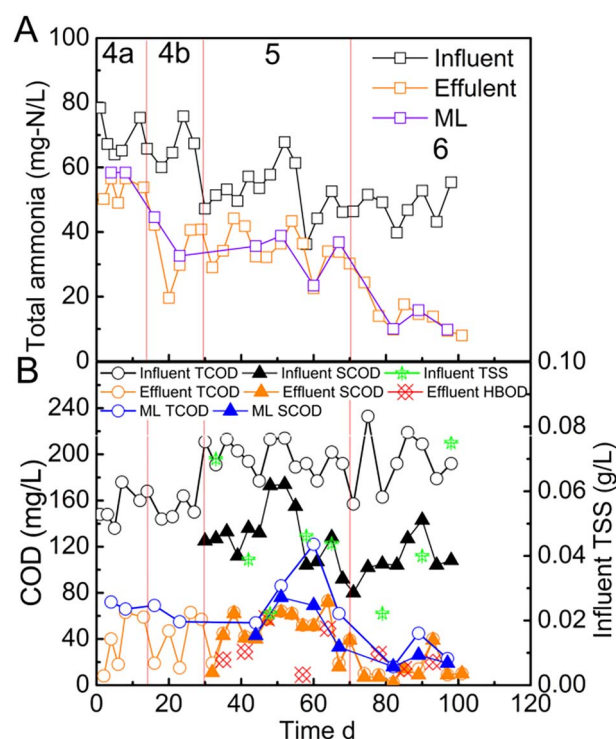 A
100
4a 4b 5
Influent
80
Effulent
ML
60
6
40
20
0
Total ammonia (mg-N/L)
B
0.10
Influent TCOD Influent SCOD Influent TSS
Effluent TCOD Effluent SCOD Effluent HBOD
ML TCOD ML SCOD
240
0.08
200
160
0.06
120
0.04
80
40
0.02
0
0.00
COD (mg/L)
Influent TSS (g/L)
0 20 40 60 80 100 120
Time d